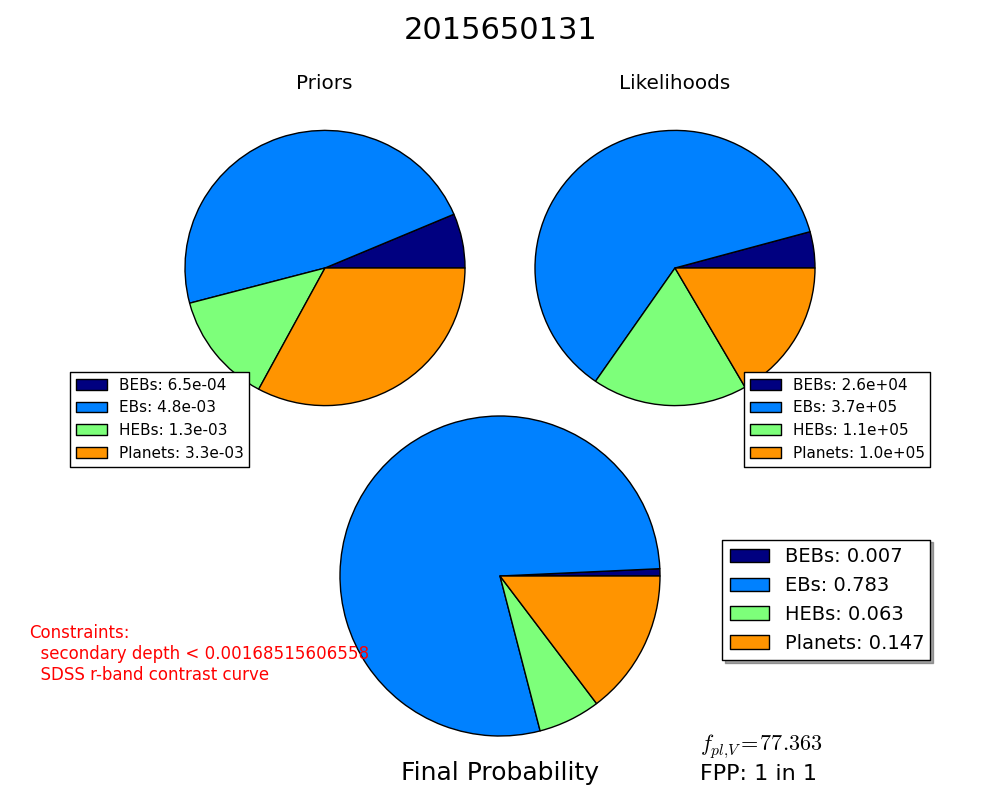 2015650131
Priors
Likelihoods
BEBs: 6.5e-04
EBs: 4.8e-03
HEBs: 1.3e-03
Planets: 3.3e-03
BEBs: 2.6e+04
EBs: 3.7e+05
HEBs: 1.1e+05
Planets: 1.0e+05
BEBs: 0.007
EBs: 0.783
HEBs: 0.063
Planets: 0.147
Constraints:
secondary depth < 0.00168515606558
SDSS r-band contrast curve
f_{pl,V} = 77.363
Final Probability
FPP: 1 in 1